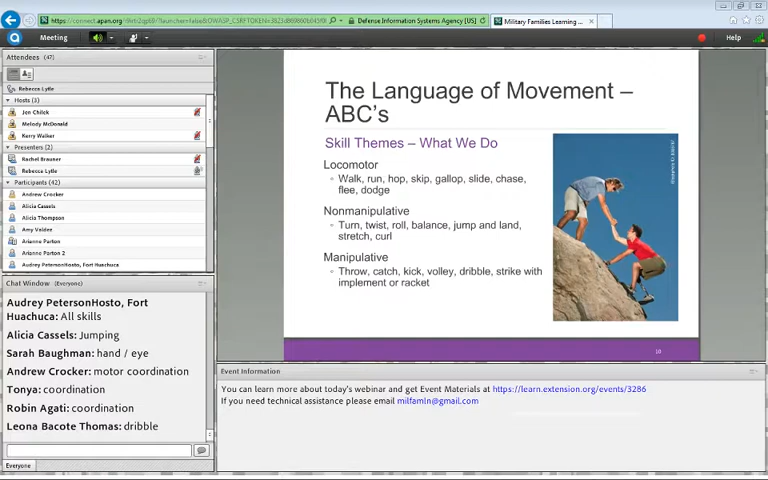 Defense Information Systems Agency [US]
Military Families Learning ...
Meeting
Help
Attendees (47)
Rebecca Lytle
Hosts (3)
Jen Chilek
Melody McDonald
Kerry Walker
Presenters (2)
Rachel Brauner
Rebecca Lytle
Participants (42)
Andrew Crocker
Alicia Cassels
Alicia Thompson
Amy Valdez
Arianne Parton
Arianne Parton 2
Audrey PetersonHosto, Fort Huachuca
Chat Window (Everyone)
Audrey PetersonHosto, Fort
Huachuca: All skills
Alicia Cassels: Jumping
Sarah Baughman: hand / eye
Andrew Crocker: motor coordination
Tonya: coordination
Robin Agati: coordination
Leona Bacote Thomas: dribble
Everyone
The Language of Movement –
ABC's
Skill Themes – What We Do
Locomotor
Walk, run, hop, skip, gallop, slide, chase,
flee, dodge
Nonmanipulative
Turn, twist, roll, balance, jump and land,
stretch, curl
Manipulative
Throw, catch, kick, volley, dribble, strike with
implement or racket
10
Event Information
You can learn more about today's webinar and get Event Materials at https://learn.extension.org/events/3286
If you need technical assistance please email milfamln@gmail.com